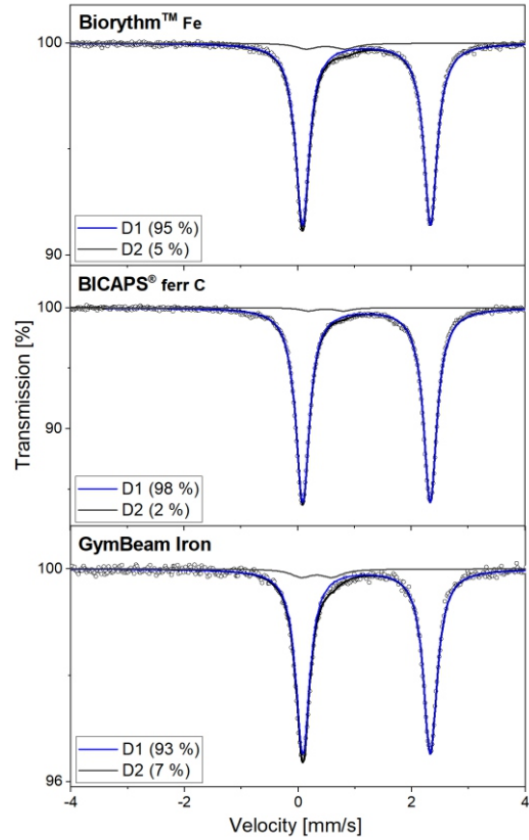 Biorythm™ Fe
100
90
D1 (95 %)
D2 (5 %)
BICAPS® ferr C
100
90
D1 (98 %)
D2 (2 %)
GymBeam Iron
100
96
D1 (93 %)
D2 (7 %)
Transmission [%]
-4 -2 0 2 4
Velocity [mm/s]